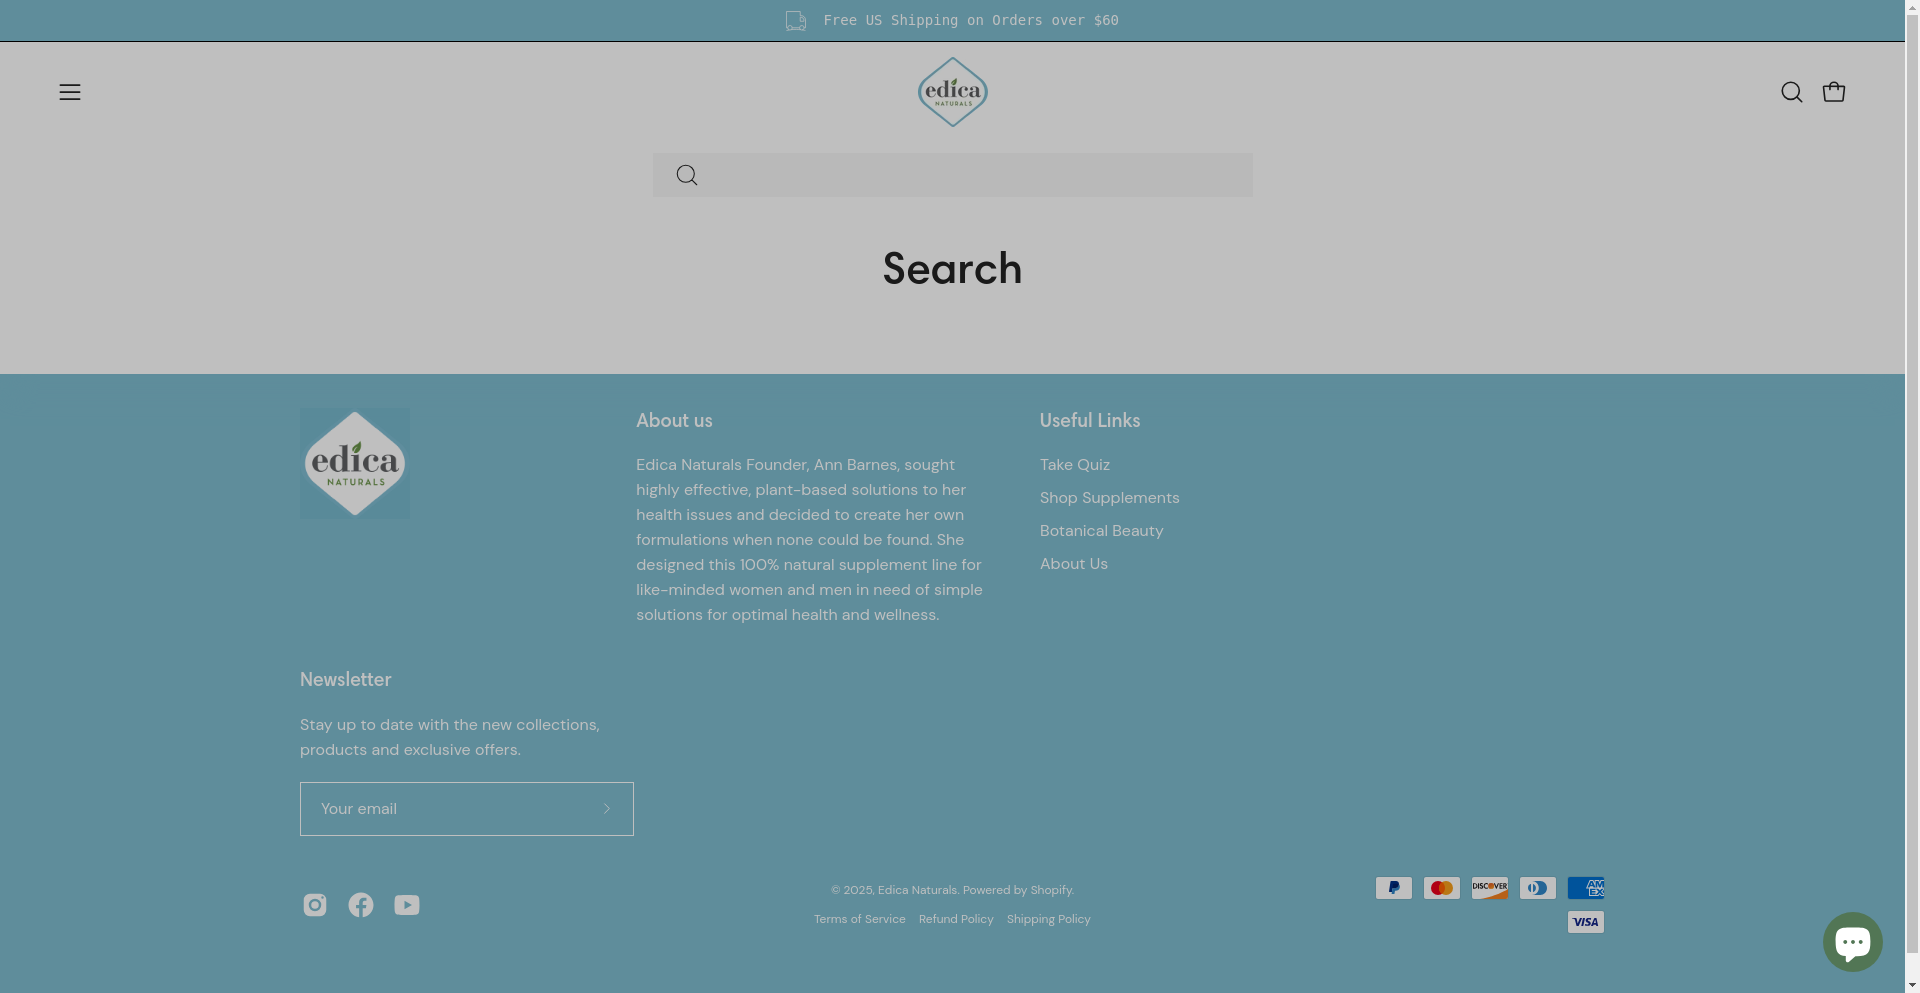 Free US Shipping on Orders over $60
edica
NATURALS
Search
edica
NATURALS
About us
Edica Naturals Founder, Ann Barnes, sought
highly effective, plant-based solutions to her
health issues and decided to create her own
formulations when none could be found. She
designed this 100% natural supplement line for
like-minded women and men in need of simple
solutions for optimal health and wellness.
Useful Links
Take Quiz
Shop Supplements
Botanical Beauty
About Us
Newsletter
Stay up to date with the new collections,
products and exclusive offers.
Your email
© 2025, Edica Naturals. Powered by Shopify.
Terms of Service Refund Policy Shipping Policy
DISCOVER
AM
EX
VISA